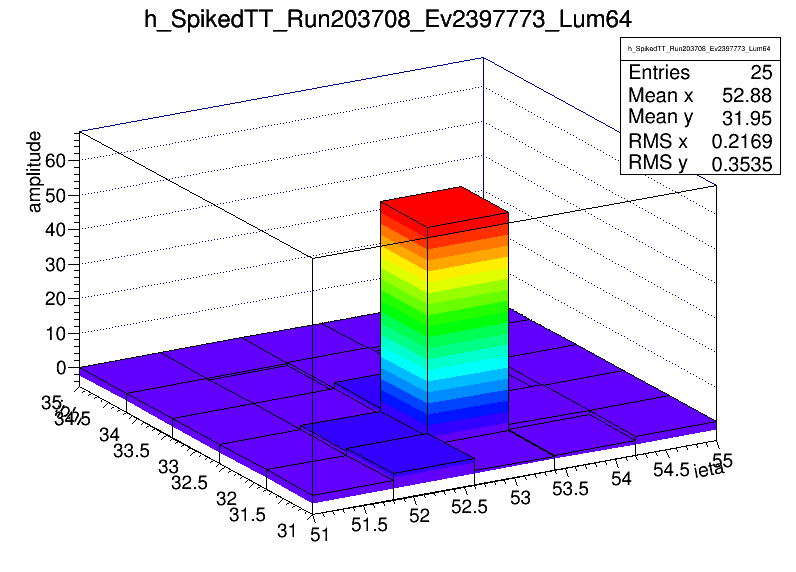 h_SpikedTT_Run203708_Ev2397773_Lum64
h_SpikedTT_Run203708_Ev2397773_Lum64
Entries 25
Mean x 52.88
Mean y 31.95
RMS x 0.2169
RMS y 0.3535
amplitude
60
50
40
30
20
10
0
35
34.5
34
33.5
33
32.5
32
31.5
31
51
51.5
52
52.5
53
53.5
54
54.5
55
ieta